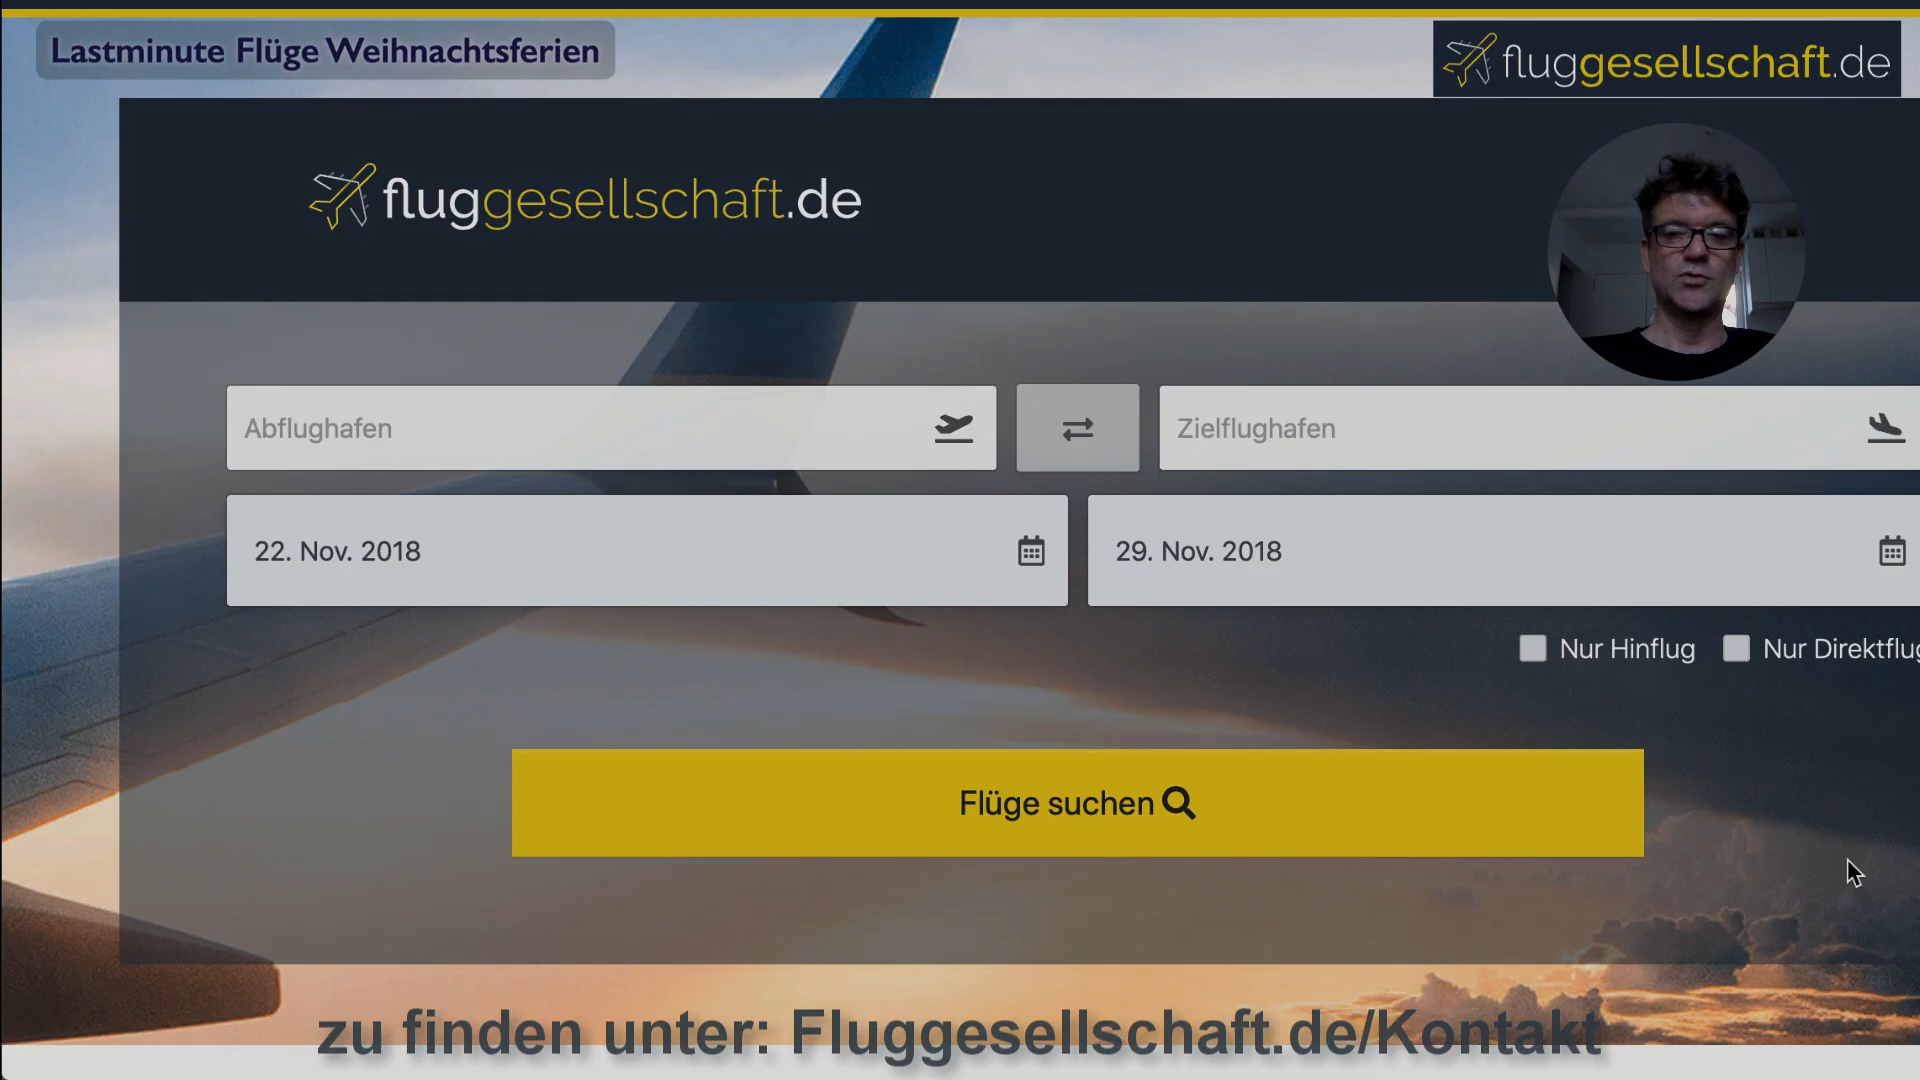 Lastminute Flüge Weihnachtsferien
fluggesellschaft.de
fluggesellschaft.de
Abflughafen
Zielflughafen
22. Nov. 2018
29. Nov. 2018
Nur Hinflug
Nur Direktflug
Flüge suchen
zu finden unter: Fluggesellschaft.de/Kontakt